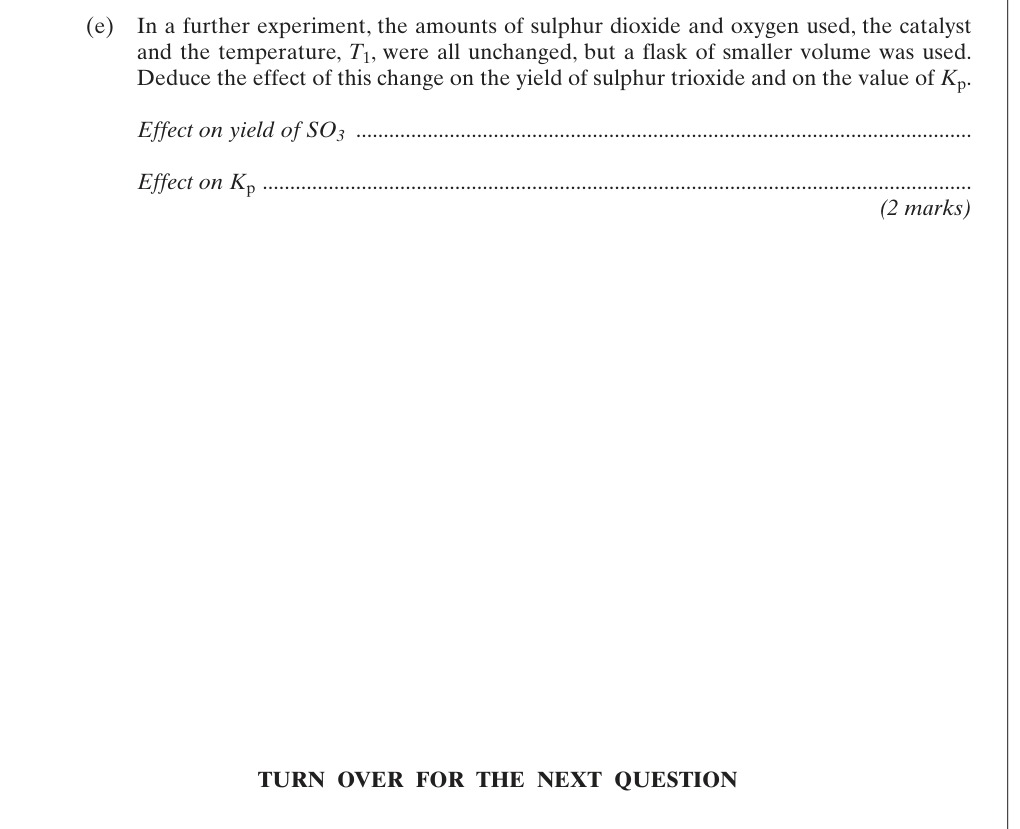 (e) In a further experiment, the amounts of sulphur dioxide and oxygen used, the catalyst
and the temperature, T₁, were all unchanged, but a flask of smaller volume was used.
Deduce the effect of this change on the yield of sulphur trioxide and on the value of Kₚ.
Effect on yield of SO₃ ................................................................................................................
Effect on Kₚ .................................................................................................................................
(2 marks)
TURN OVER FOR THE NEXT QUESTION